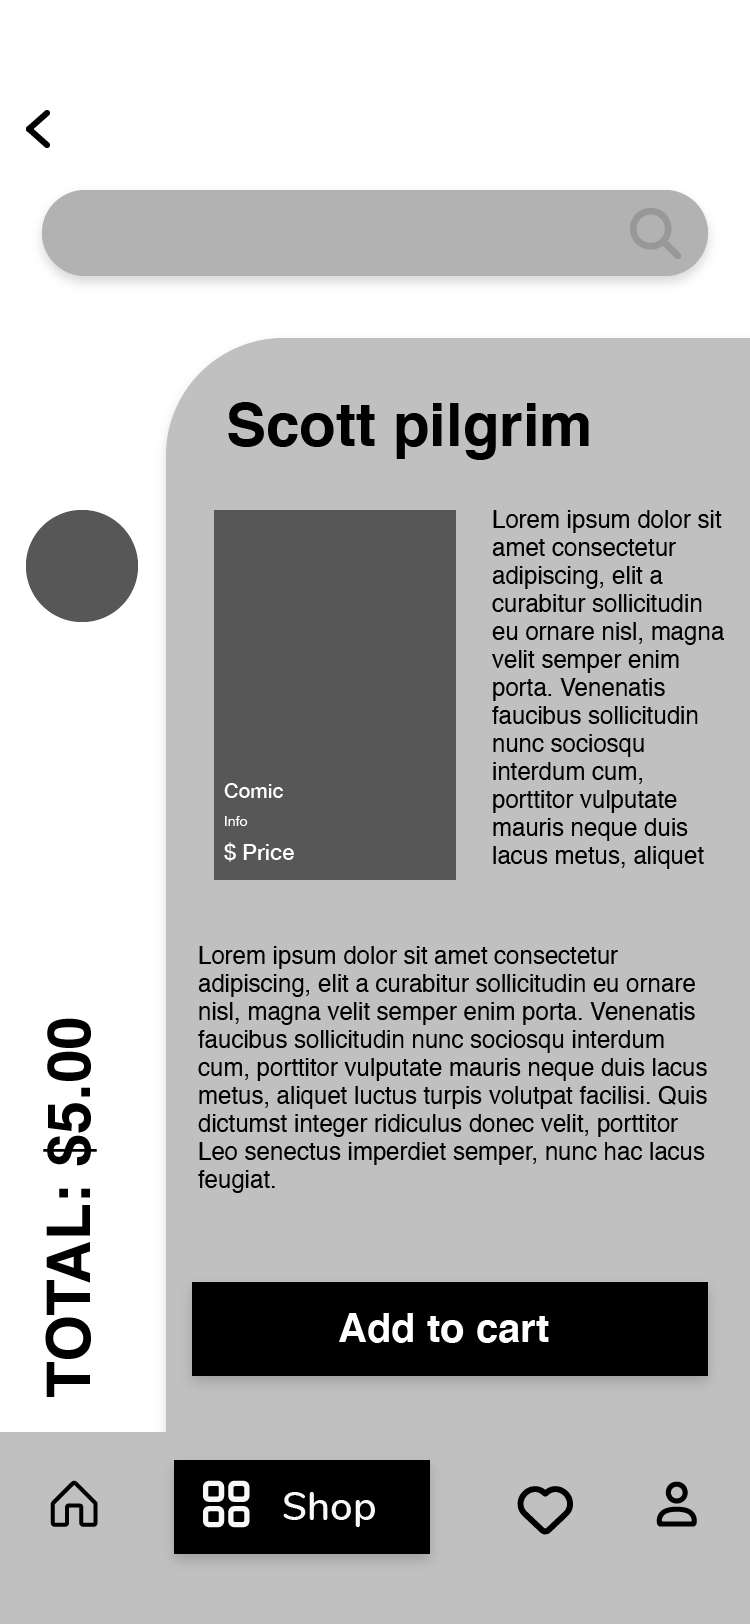 Scott pilgrim
Comic
Info
$ Price
Lorem ipsum dolor sit
amet consectetur
adipiscing, elit a
curabitur sollicitudin
eu ornare nisl, magna
velit semper enim
porta. Venenatis
faucibus sollicitudin
nunc sociosqu
interdum cum,
porttitor vulputate
mauris neque duis
lacus metus, aliquet
Lorem ipsum dolor sit amet consectetur
adipiscing, elit a curabitur sollicitudin eu ornare
nisl, magna velit semper enim porta. Venenatis
faucibus sollicitudin nunc sociosqu interdum
cum, porttitor vulputate mauris neque duis lacus
metus, aliquet luctus turpis volutpat facilisi. Quis
dictumst integer ridiculus donec velit, porttitor
Leo senectus imperdiet semper, nunc hac lacus
feugiat.
TOTAL: $5.00
Add to cart
Shop